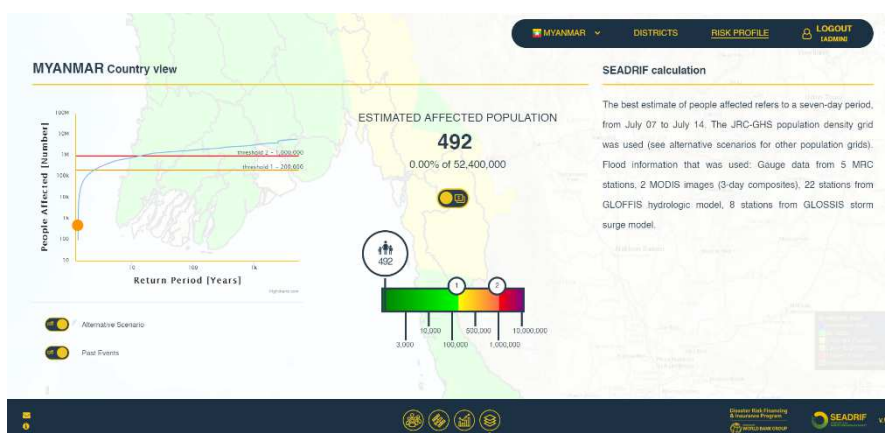 MYANMAR
DISTRICTS
RISK PROFILE
LOGOUT
(ADMIN)
MYANMAR Country view
SEADRIF calculation
People Affected [Number]
100M
10M
1M
100k
10k
1k
100
10
threshold 2 - 1,000,000
threshold 1 - 200,000
10
100
1k
Return Period [Years]
ESTIMATED AFFECTED POPULATION
492
0.00% of 52,400,000
492
1
2
10,000
500,000
10,000,000
3,000
100,000
1,000,000
The best estimate of people affected refers to a seven-day period,
from July 07 to July 14. The JRC-GHS population density grid
was used (see alternative scenarios for other population grids).
Flood information that was used: Gauge data from 5 MRC
stations, 2 MODIS images (3-day composites), 22 stations from
GLOFFIS hydrologic model, 8 stations from GLOSSIS storm
surge model.
off
Alternative Scenario
off
Past Events
Disaster Risk Financing
& Insurance Program
WORLD BANK GROUP
SEADRIF